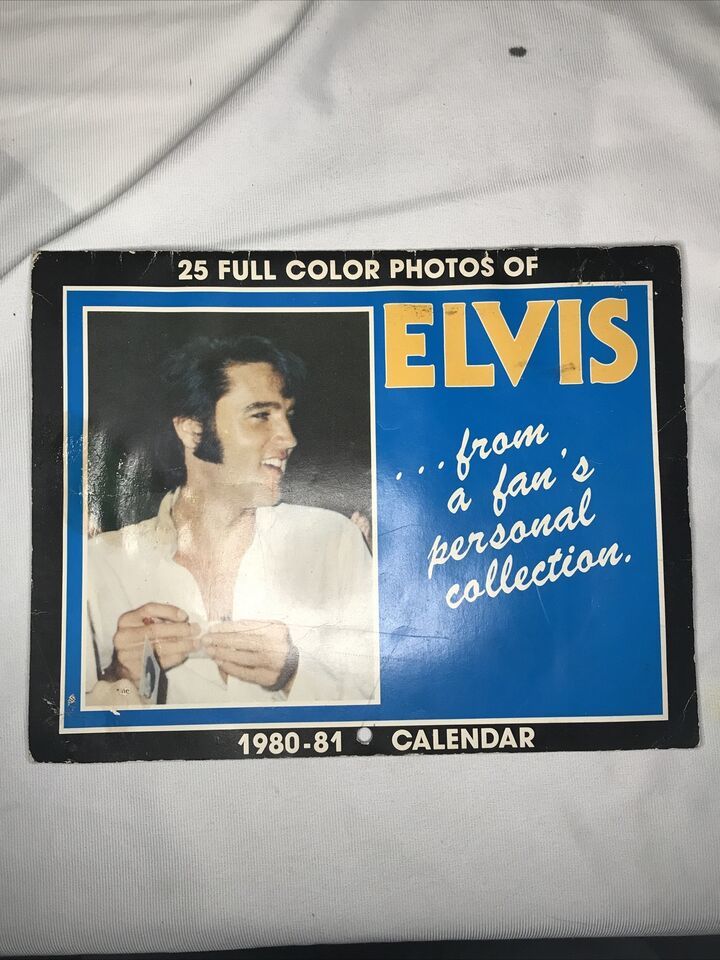 25 FULL COLOR PHOTOS OF
ELVIS
...from
a fan's
personal
collection.
1980-81 CALENDAR